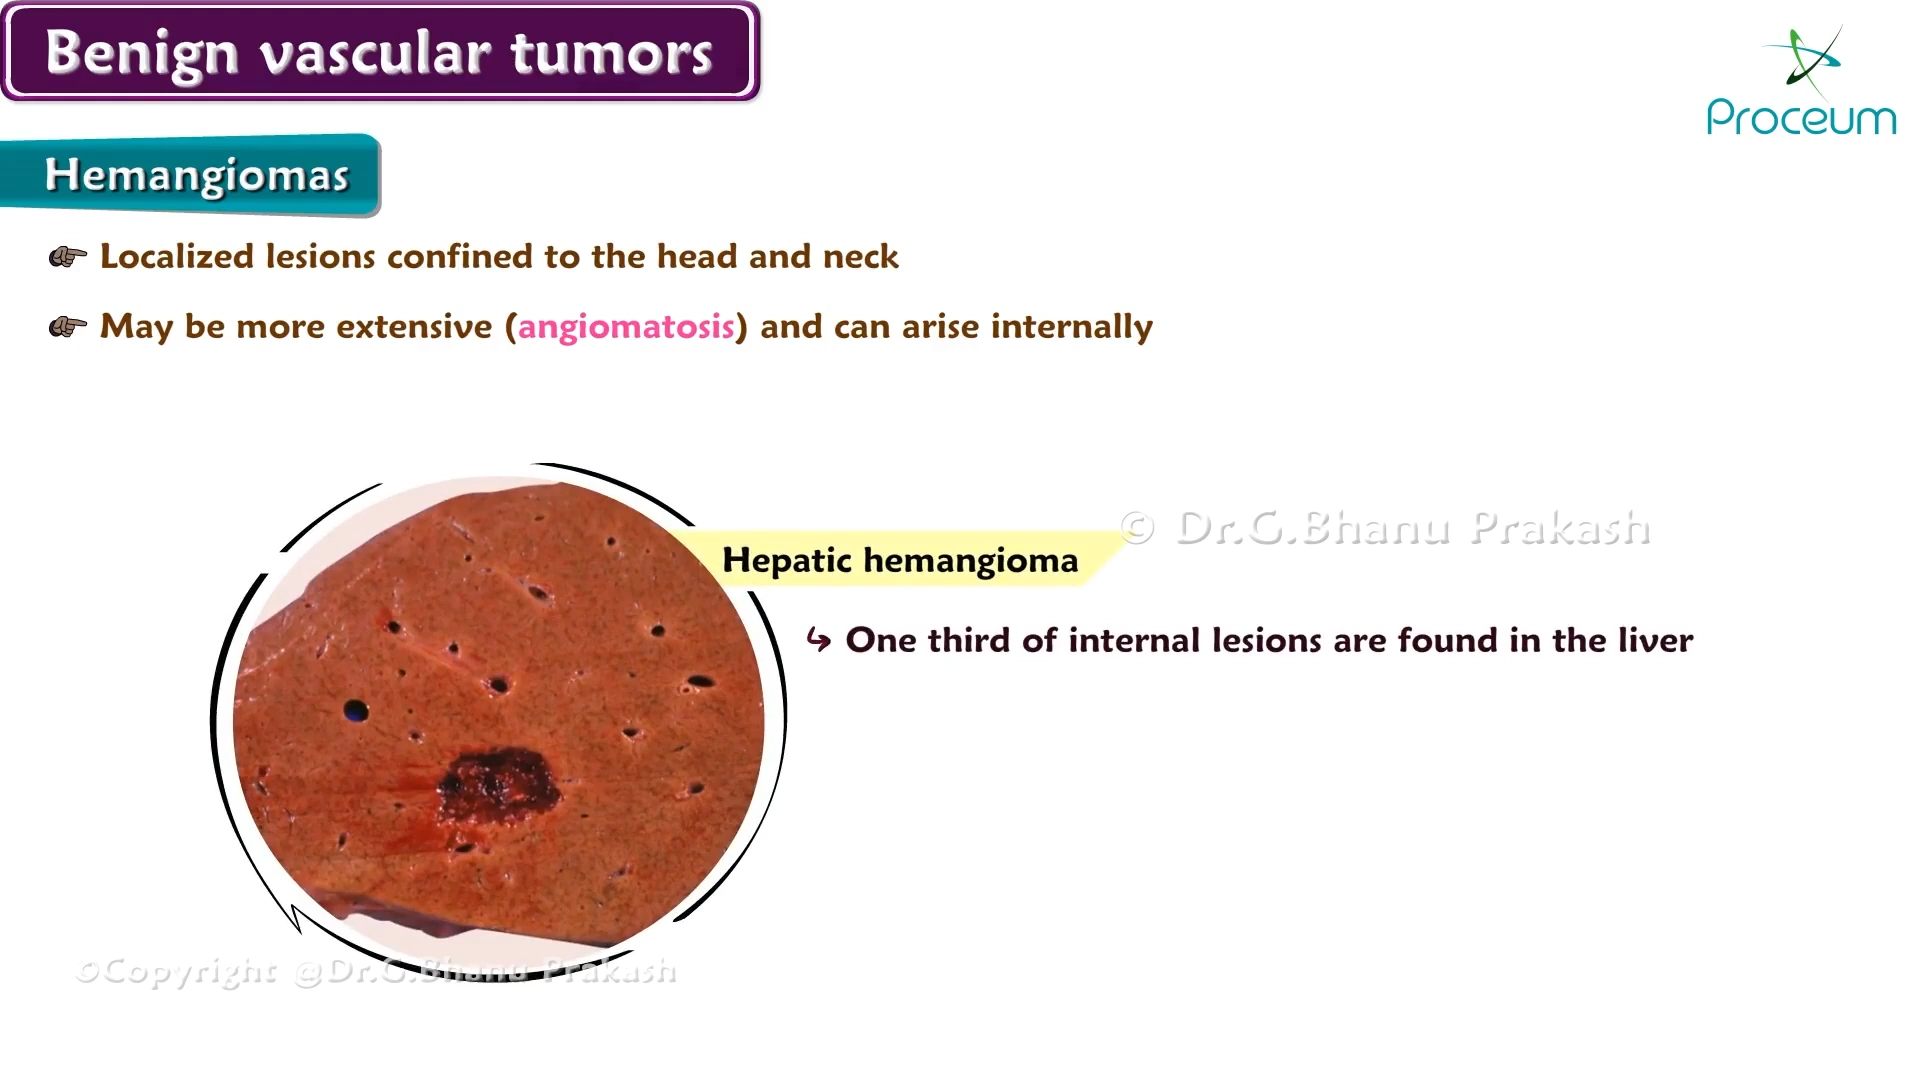 Benign vascular tumors
Proceum
Hemangiomas
Localized lesions confined to the head and neck
May be more extensive (angiomatosis) and can arise internally
© Dr.G.Bhanu Prakash
Hepatic hemangioma
One third of internal lesions are found in the liver
©Copyright @Dr.G.Bhanu Prakash